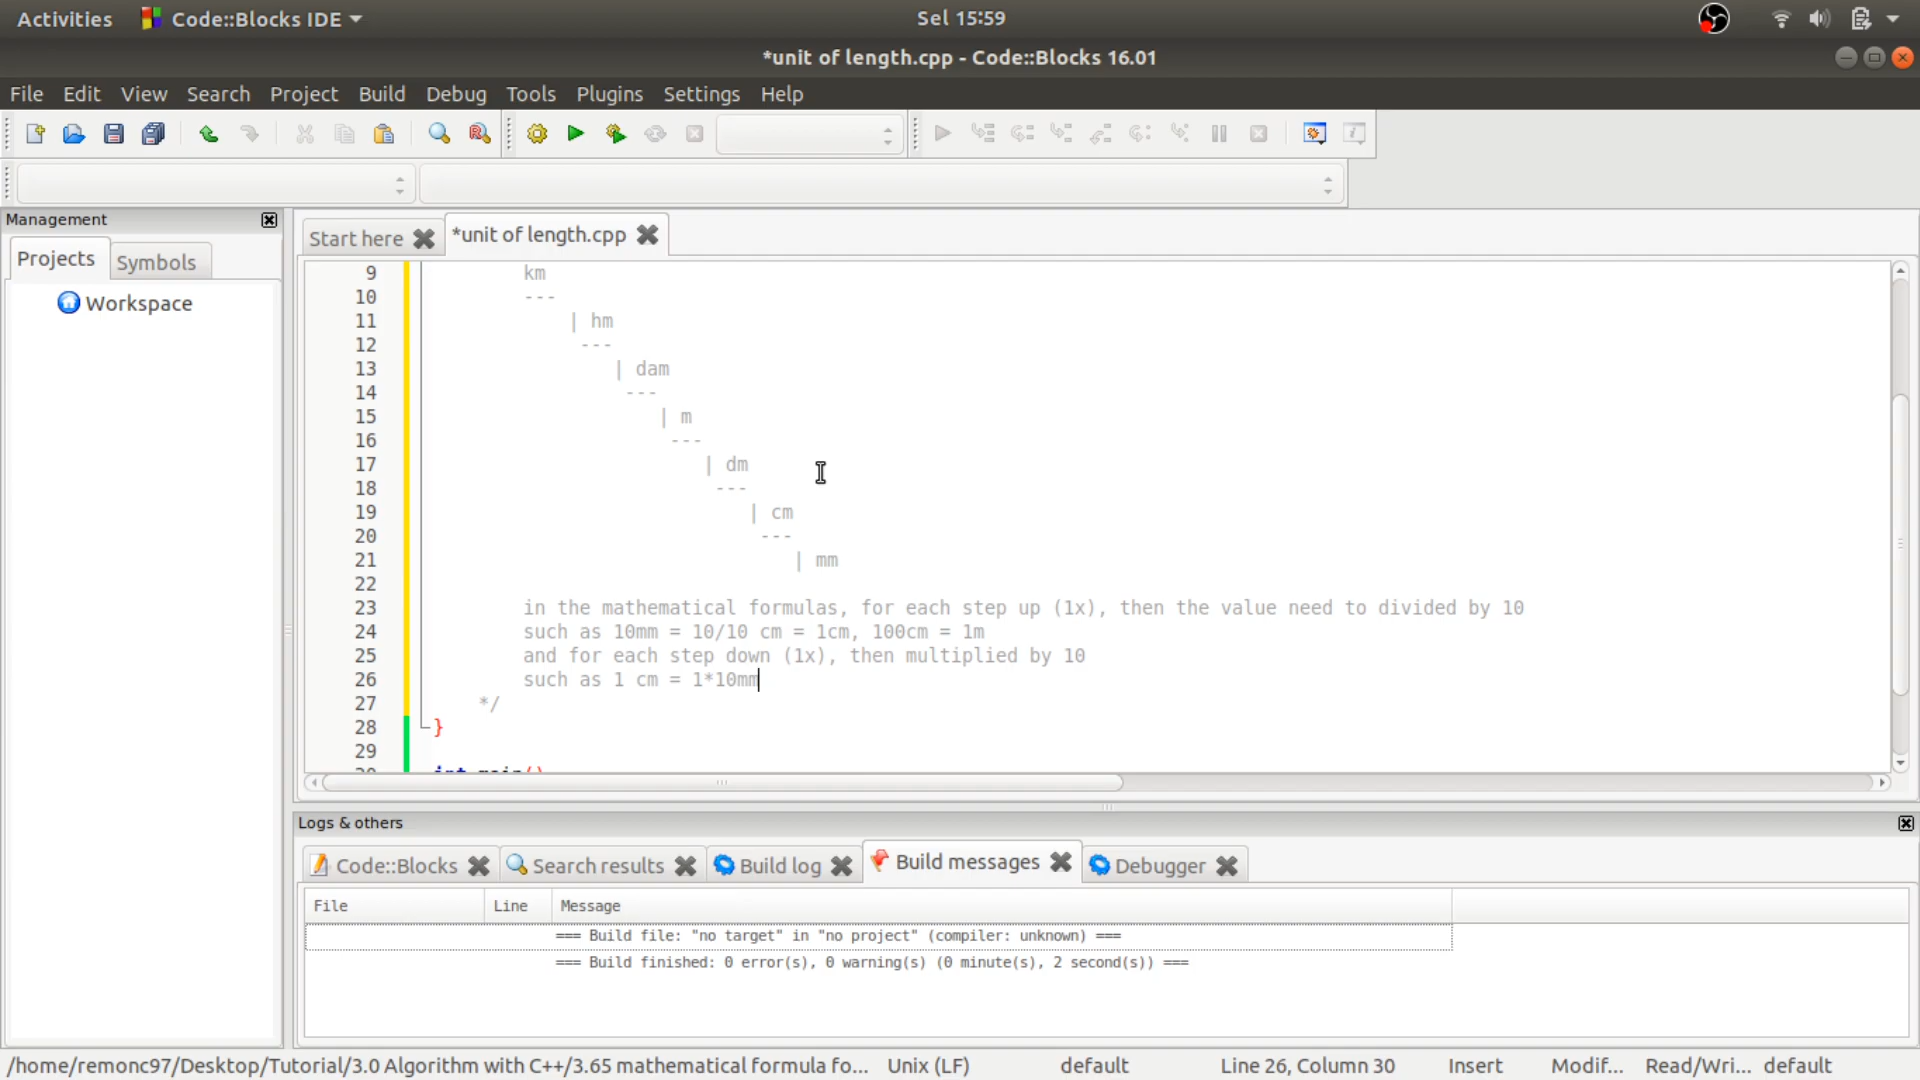 Activities Code::Blocks IDE Sel 15:59
*unit of length.cpp - Code::Blocks 16.01
File Edit View Search Project Build Debug Tools Plugins Settings Help
Management
Start here *unit of length.cpp
Projects Symbols
Workspace
9 km
10 ---
11 | hm
12 ---
13 | dam
14 ---
15 | m
16 ---
17 | dm
18 ---
19 | cm
20 ---
21 | mm
22
23 in the mathematical formulas, for each step up (1x), then the value need to divided by 10
24 such as 10mm = 10/10 cm = 1cm, 100cm = 1m
25 and for each step down (1x), then multiplied by 10
26 such as 1 cm = 1*10mm
27 */
28 }
29
30 int main()
Logs & others
Code::Blocks Search results Build log Build messages Debugger
File Line Message
=== Build file: "no target" in "no project" (compiler: unknown) ===
=== Build finished: 0 error(s), 0 warning(s) (0 minute(s), 2 second(s)) ===
/home/remonc97/Desktop/Tutorial/3.0 Algorithm with C++/3.65 mathematical formula fo... Unix (LF) default Line 26, Column 30 Insert Modif... Read/Wri... default